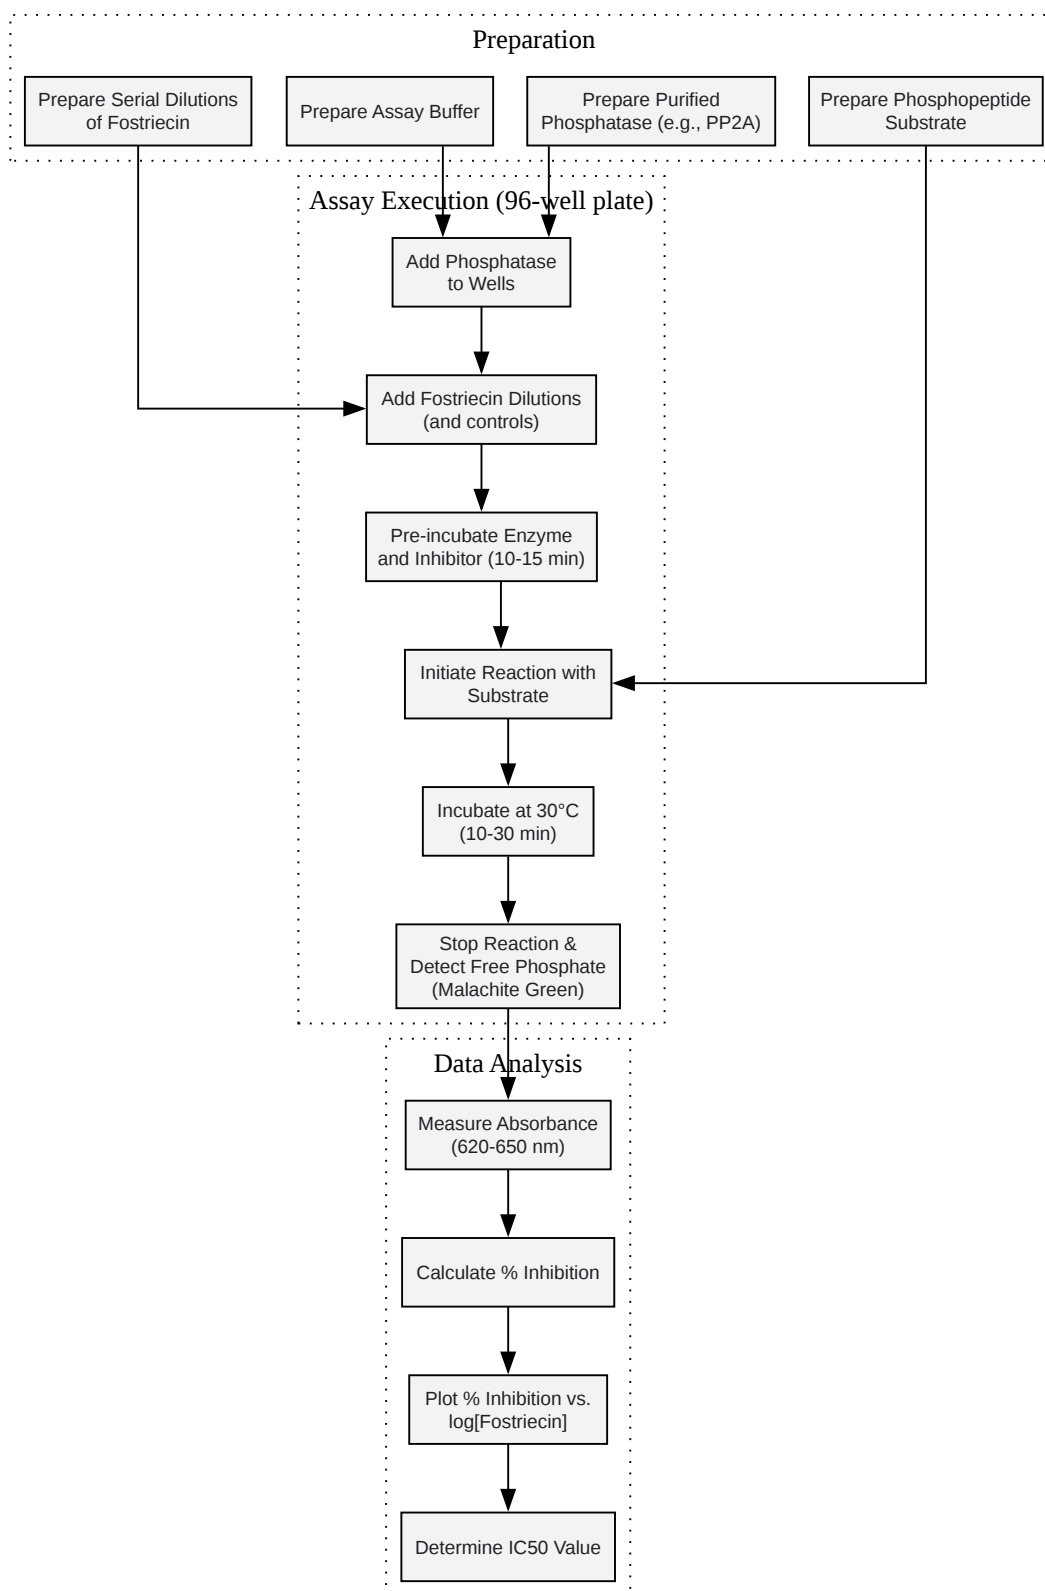 Preparation
Prepare Serial Dilutions
of Fostriecin
Prepare Assay Buffer
Prepare Purified
Phosphatase (e.g., PP2A)
Prepare Phosphopeptide
Substrate
Assay Execution (96-well plate)
Add Phosphatase
to Wells
Add Fostriecin Dilutions
(and controls)
Pre-incubate Enzyme
and Inhibitor (10-15 min)
Initiate Reaction with
Substrate
Incubate at 30°C
(10-30 min)
Stop Reaction &
Detect Free Phosphate
(Malachite Green)
Data Analysis
Measure Absorbance
(620-650 nm)
Calculate % Inhibition
Plot % Inhibition vs.
log[Fostriecin]
Determine IC50 Value